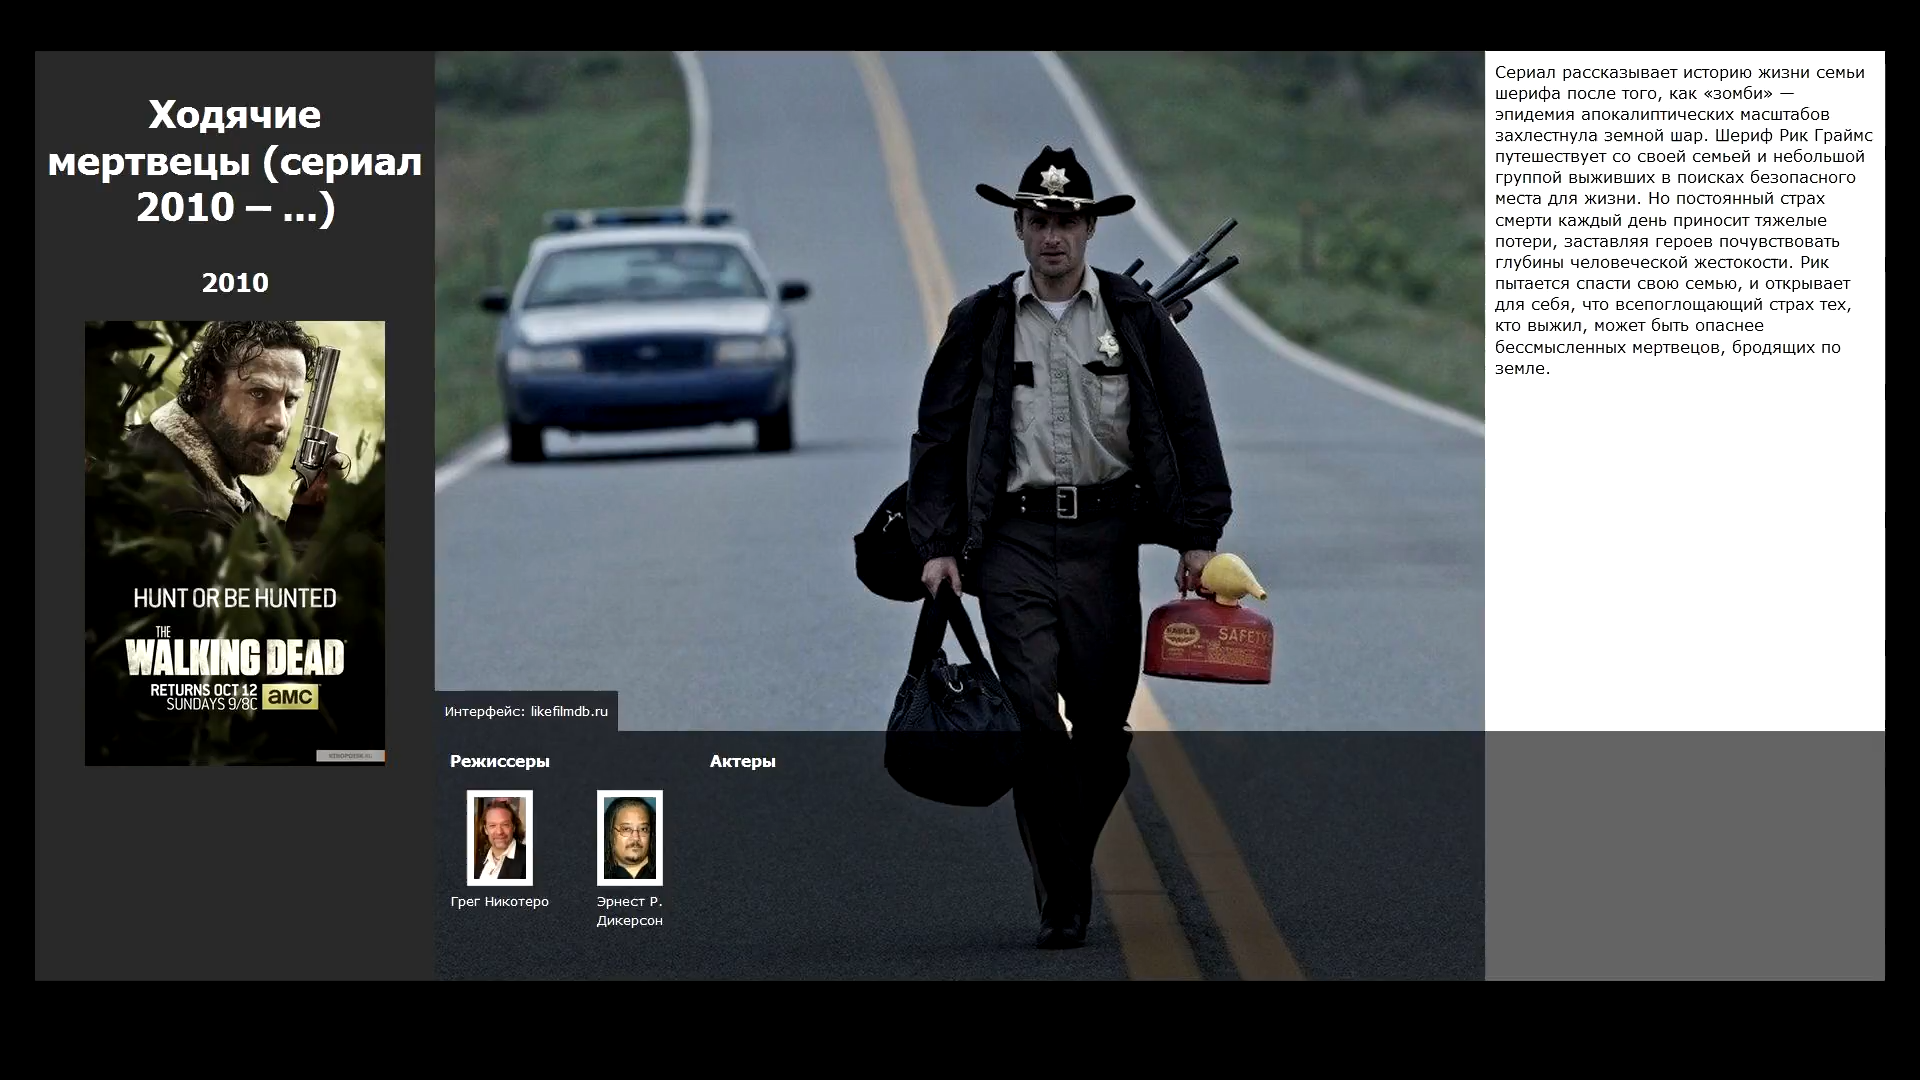 Ходячие
мертвецы (сериал
2010 – ...)
2010
HUNT OR BE HUNTED
THE
WALKING DEAD
RETURNS OCT 12
SUNDAYS 9/8C
amc
SAFETY
Интерфейс: likefilmdb.ru
Режиссеры
Актеры
Грег Никотеро
Эрнест Р.
Дикерсон
Сериал рассказывает историю жизни семьи
шерифа после того, как «зомби» —
эпидемия апокалиптических масштабов
захлестнула земной шар. Шериф Рик Граймс
путешествует со своей семьей и небольшой
группой выживших в поисках безопасного
места для жизни. Но постоянный страх
смерти каждый день приносит тяжелые
потери, заставляя героев почувствовать
глубины человеческой жестокости. Рик
пытается спасти свою семью, и открывает
для себя, что всепоглощающий страх тех,
кто выжил, может быть опаснее
бессмысленных мертвецов, бродящих по
земле.